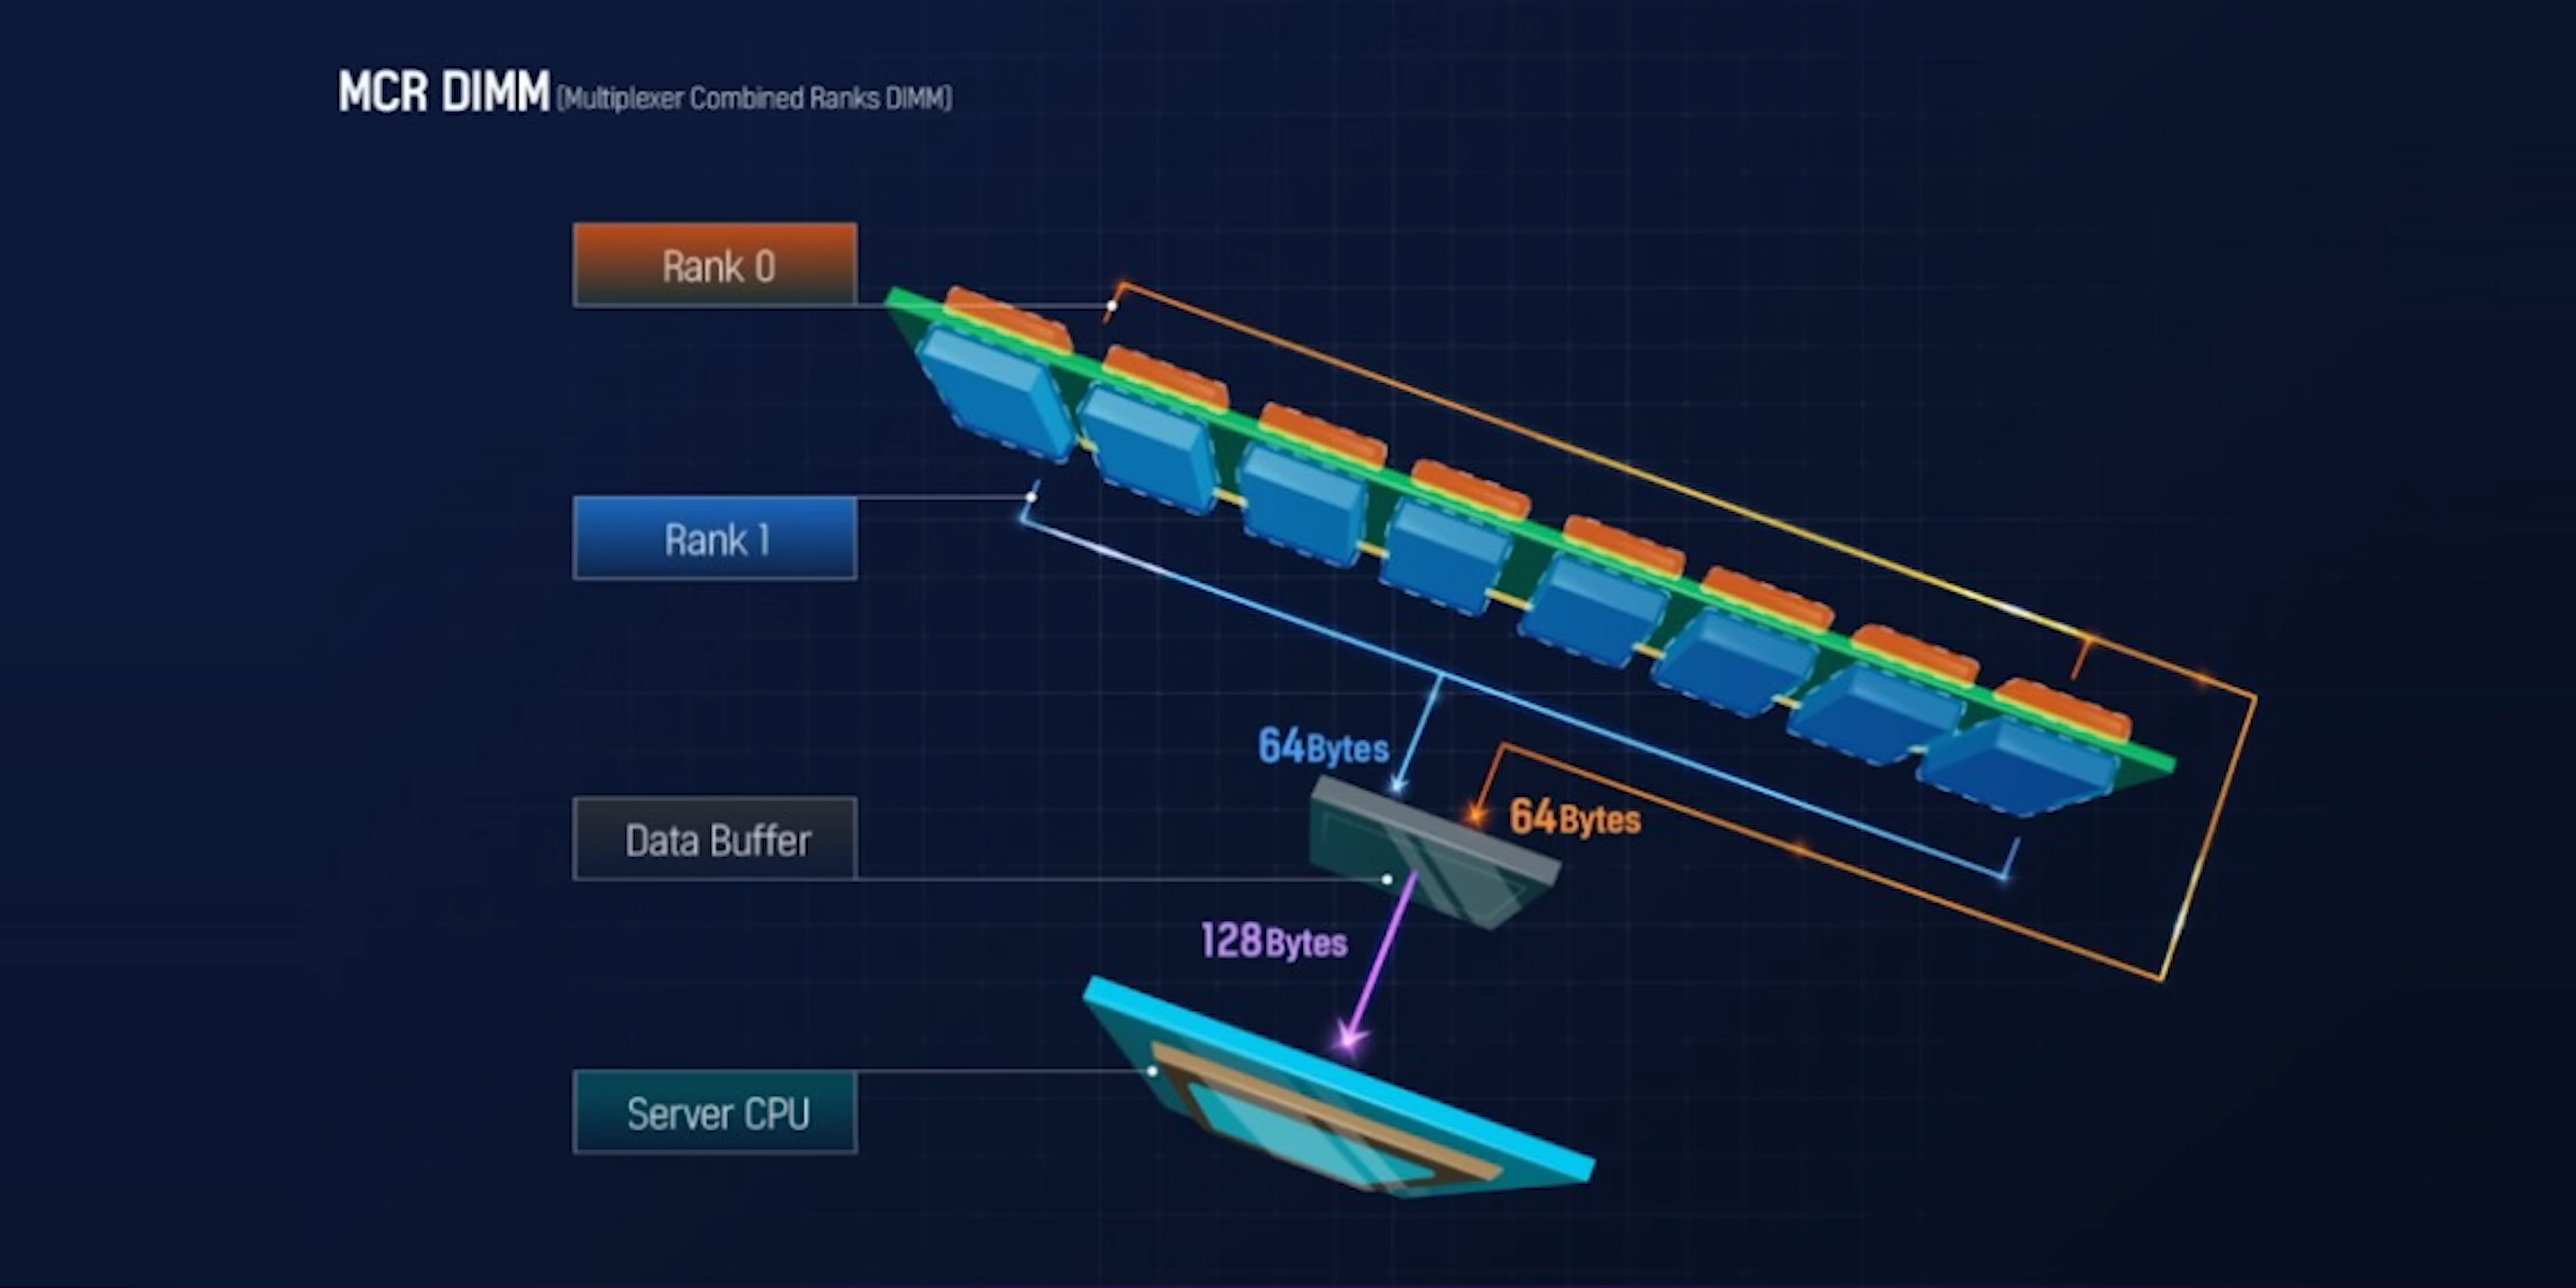 MCR DIMM (Multiplexer Combined Ranks DIMM)
Rank 0
Rank 1
64Bytes
64Bytes
Data Buffer
128Bytes
Server CPU